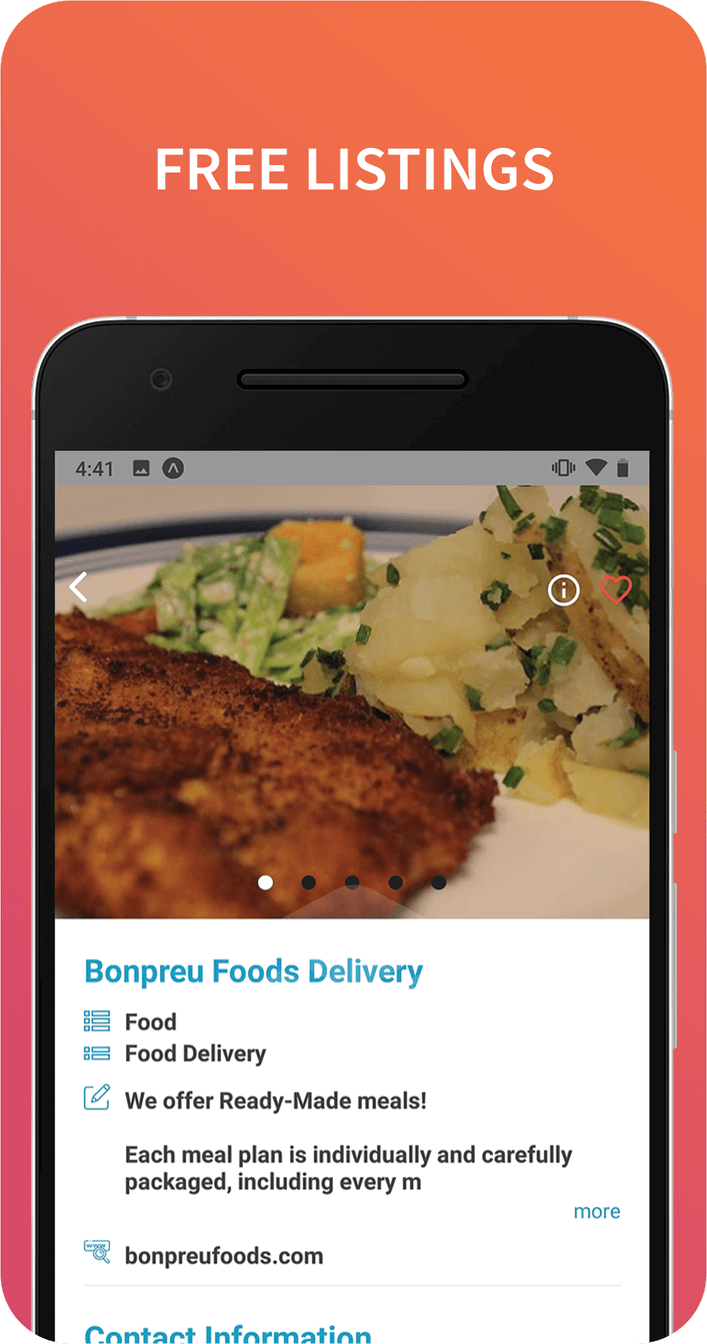 FREE LISTINGS
4:41
Bonpreu Foods Delivery
Food
Food Delivery
We offer Ready-Made meals!
Each meal plan is individually and carefully
packaged, including every m
more
www
bonpreufoods.com
Contact Information